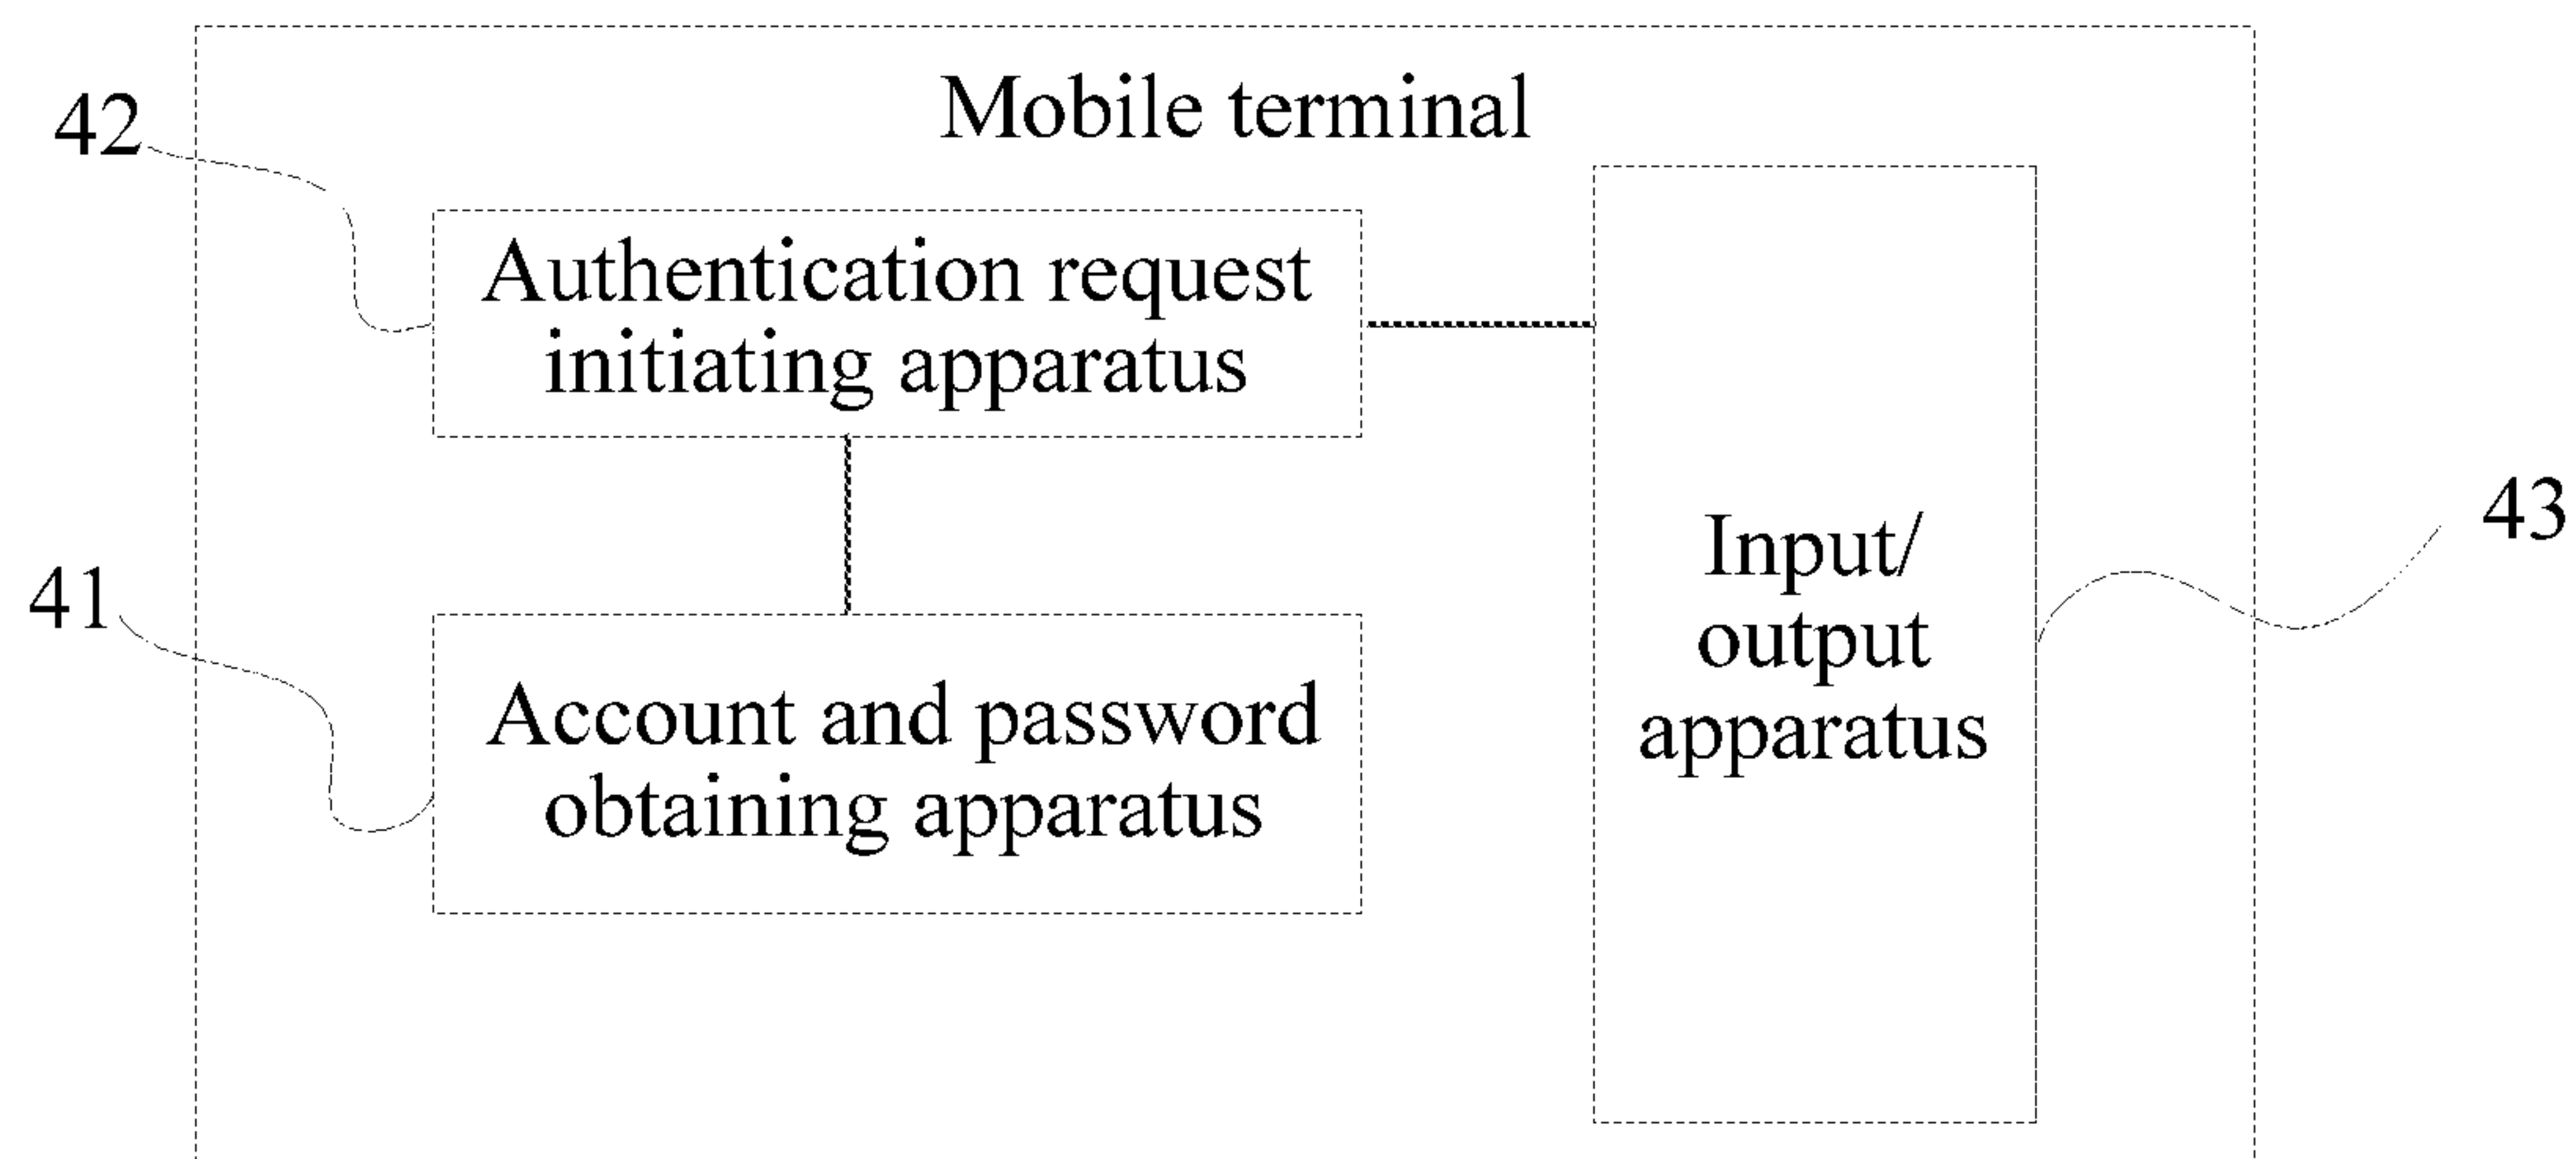 Mobile terminal
42
Authentication request
initiating apparatus
41
Account and password
obtaining apparatus
Input/
output
apparatus
43